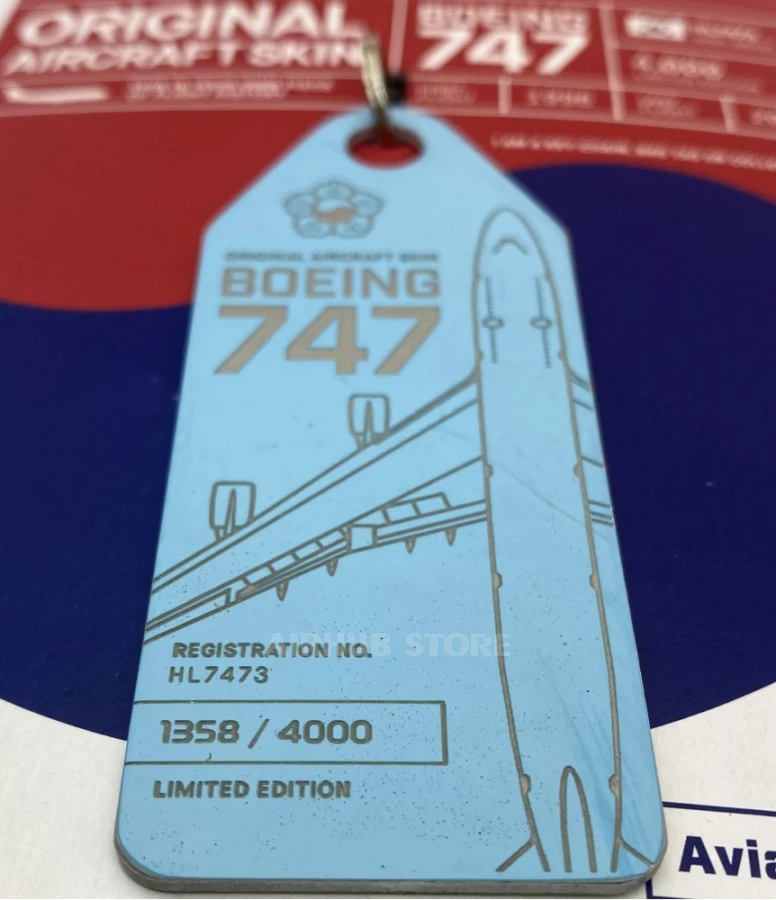 ORIGINAL
AIRCRAFT SKIN
BOEING
747
ORIGINAL AIRCRAFT SKIN
BOEING
747
AIRHUB STORE
REGISTRATION NO.
HL7473
1358 / 4000
LIMITED EDITION
Avia